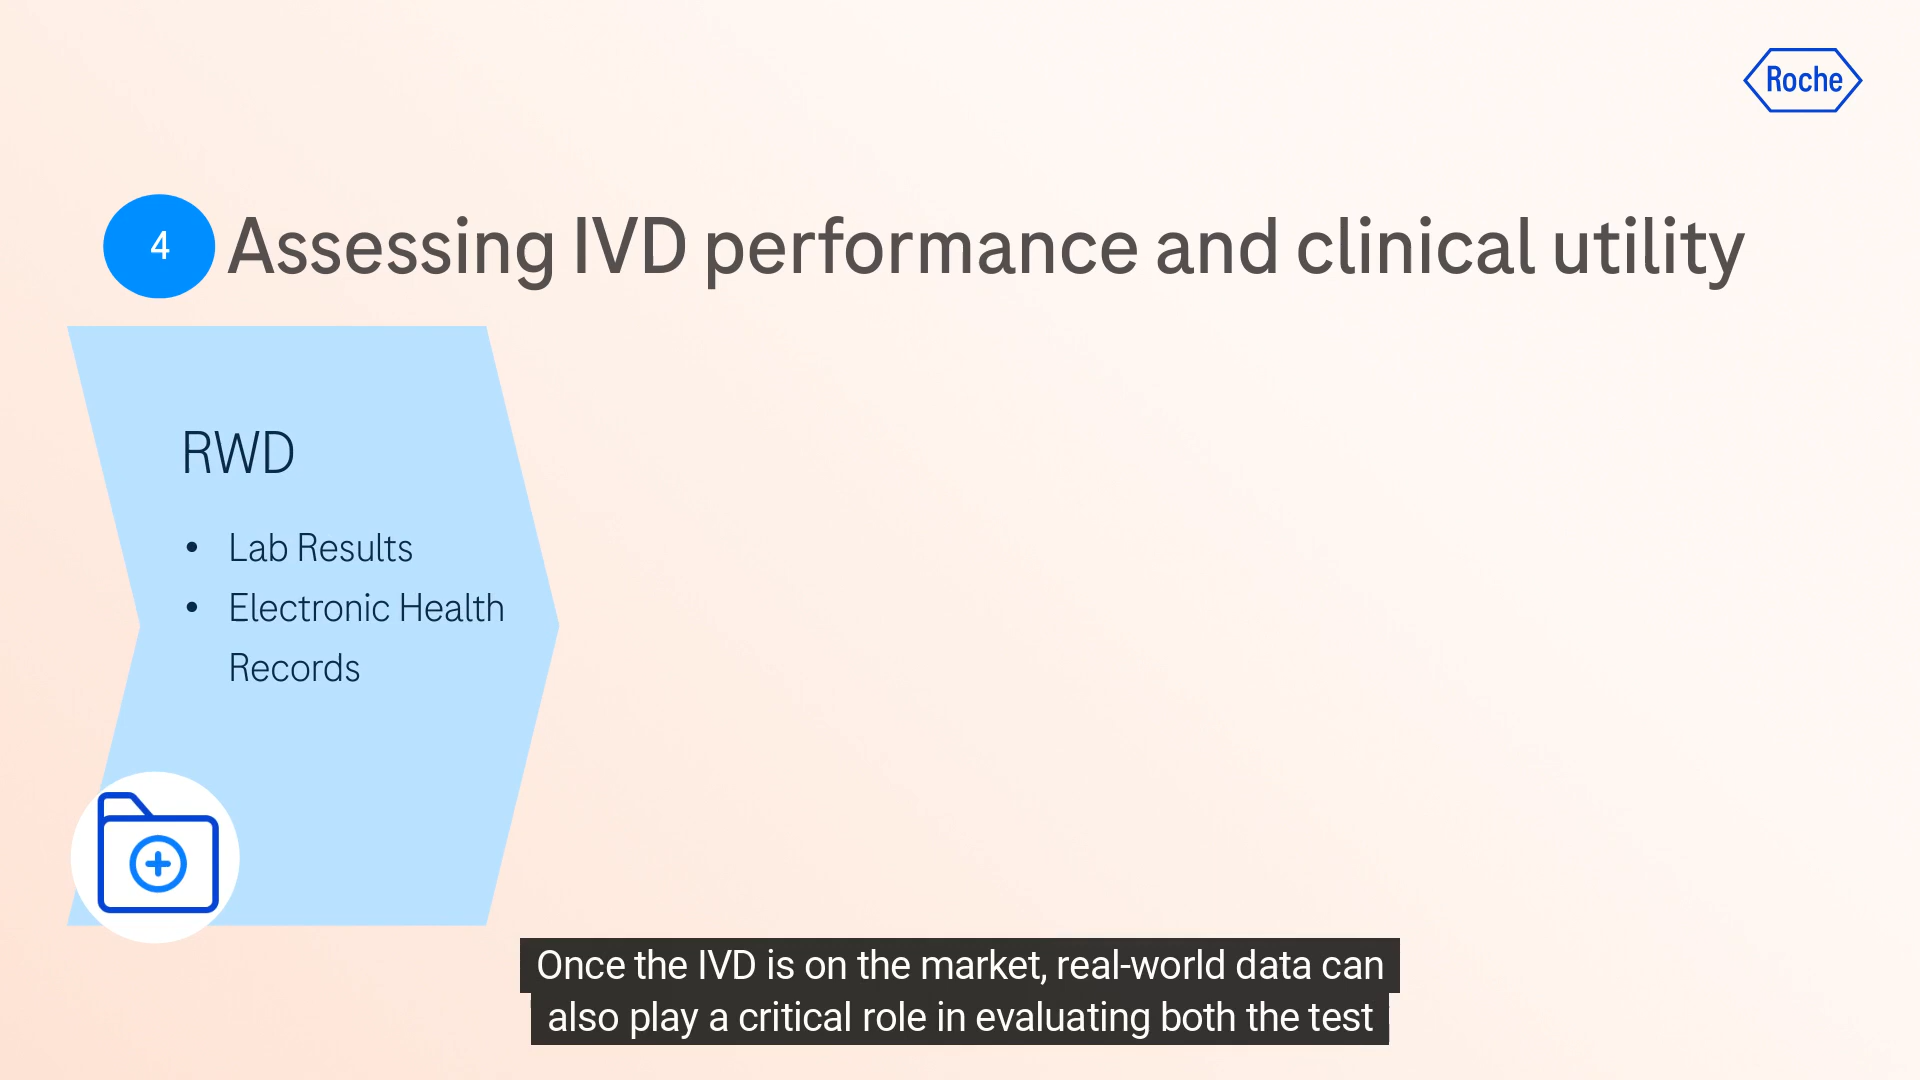 Roche
4
Assessing IVD performance and clinical utility
RWD
• Lab Results
• Electronic Health
Records
Once the IVD is on the market, real-world data can
also play a critical role in evaluating both the test